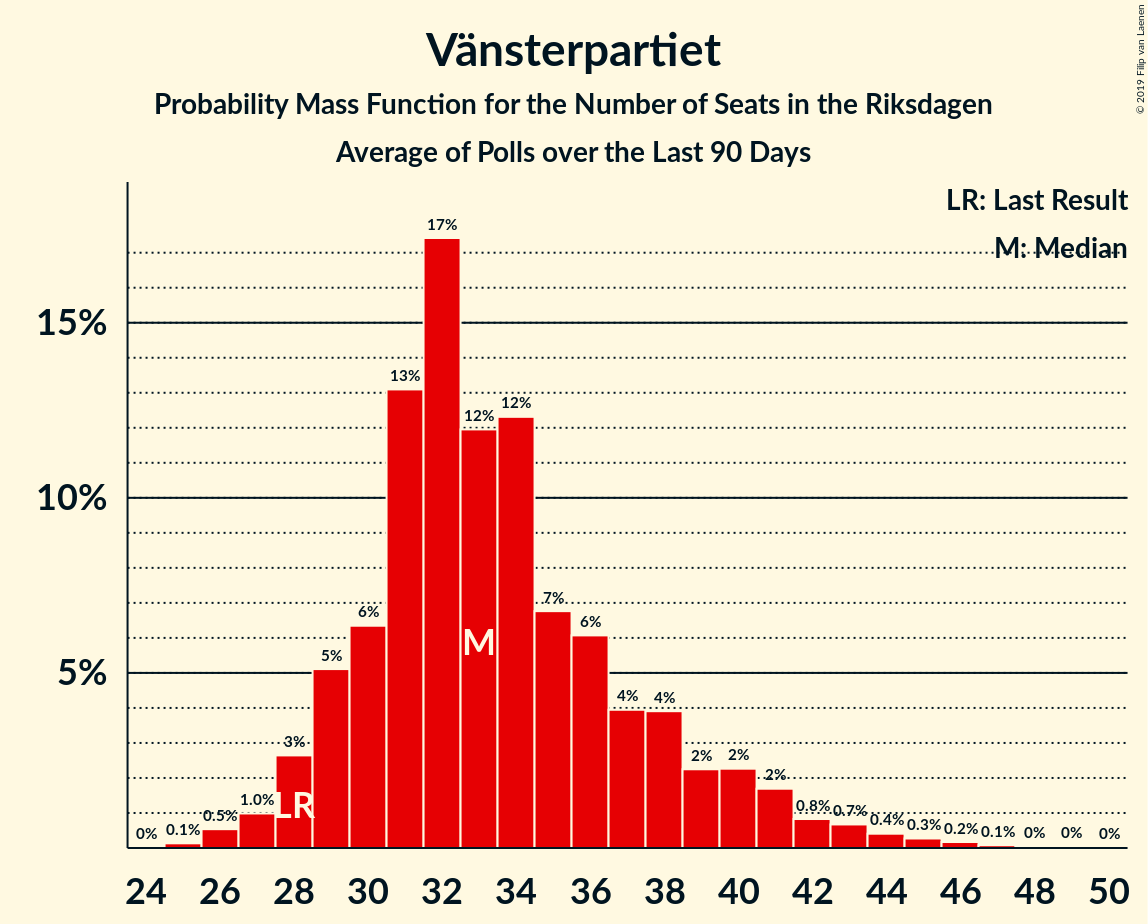 Vänsterpartiet
Probability Mass Function for the Number of Seats in the Riksdagen
Average of Polls over the Last 90 Days
© 2019 Filip van Laenen
LR: Last Result
M: Median
15%
10%
5%
0% 0.1% 0.5% 1.0% 3% 5% 6% 13% 17% 12% 12% 7% 6% 4% 4% 2% 2% 2% 0.8% 0.7% 0.4% 0.3% 0.2% 0.1% 0% 0% 0%
LR
M
24 26 28 30 32 34 36 38 40 42 44 46 48 50